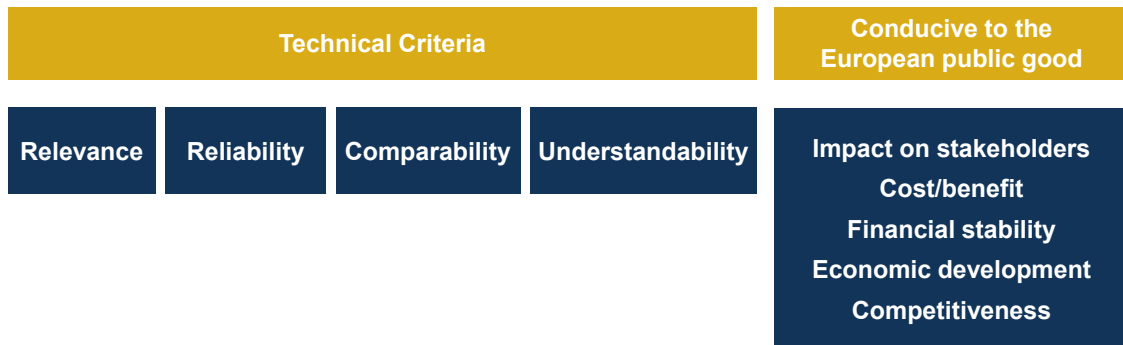 Technical Criteria
Conducive to the
European public good
Relevance
Reliability
Comparability
Understandability
Impact on stakeholders
Cost/benefit
Financial stability
Economic development
Competitiveness